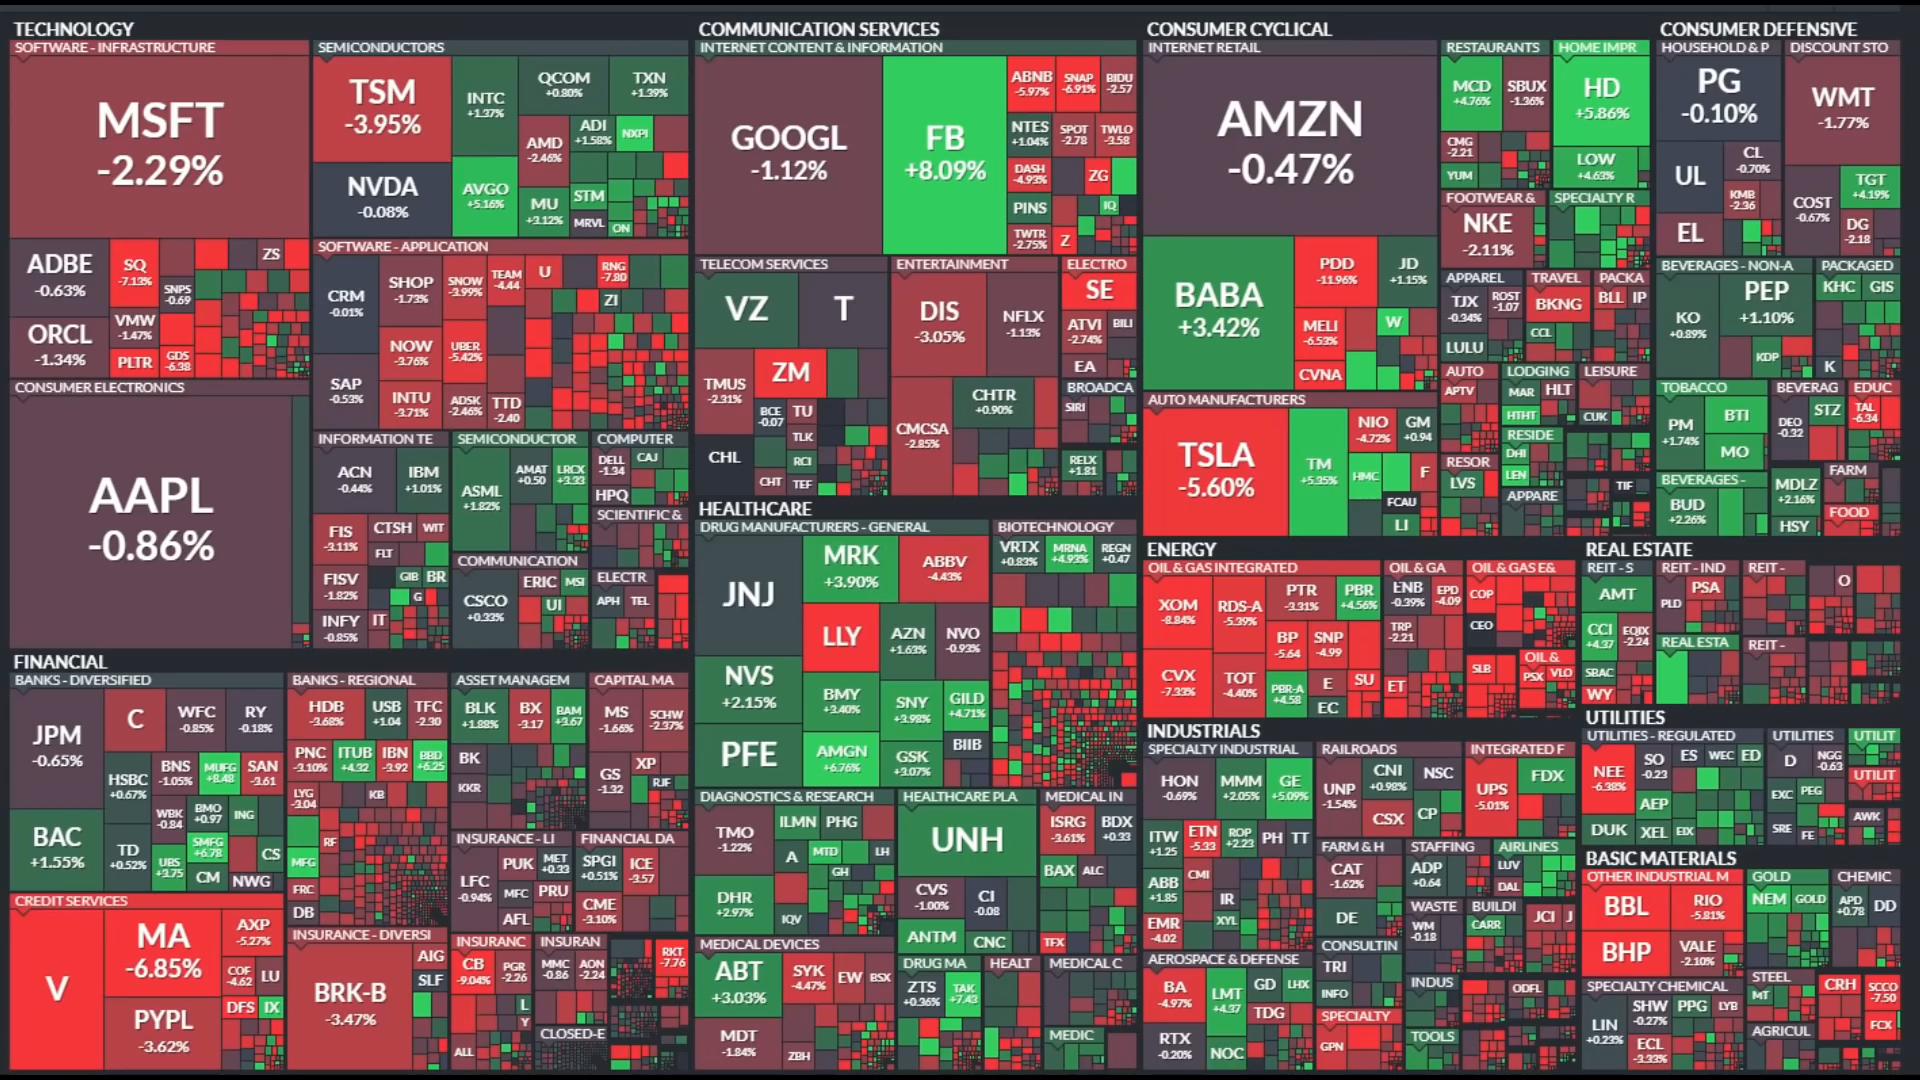 TECHNOLOGY
SOFTWARE - INFRASTRUCTURE
MSFT
-2.29%
ADBE
-0.63%
ORCL
-1.34%
SQ
-7.13%
VMW
-1.47%
PLTR
SNPS
-0.69
GDS
-6.38
ZS
SEMICONDUCTORS
TSM
-3.95%
NVDA
-0.08%
INTC
+1.37%
AVGO
+5.16%
QCOM
+0.80%
TXN
+1.39%
AMD
-2.46%
ADI
+1.58%
NXPI
MU
+3.12%
STM
MRVL
ON
SOFTWARE - APPLICATION
CRM
-0.01%
SAP
-0.53%
SHOP
-1.73%
NOW
-3.76%
INTU
-3.71%
SNOW
-3.99%
UBER
-5.42%
ADSK
-2.46%
TEAM
-4.44
TTD
-2.40
U
RNG
-7.80
ZI
CONSUMER ELECTRONICS
AAPL
-0.86%
INFORMATION TE
ACN
-0.44%
IBM
+1.01%
FIS
-3.11%
CTSH
WIT
FLT
FISV
-1.82%
GIB
BR
G
INFY
-0.85%
IT
SEMICONDUCTOR
ASML
+1.82%
AMAT
+0.50
LRCX
+3.33
COMPUTER
DELL
-1.34
CAJ
HPQ
SCIENTIFIC &
COMMUNICATION
CSCO
+0.33%
ERIC
MSI
UI
ELECTR
APH
TEL
COMMUNICATION SERVICES
INTERNET CONTENT & INFORMATION
GOOGL
-1.12%
FB
+8.09%
ABNB
-5.97%
SNAP
-6.91%
BIDU
-2.57
NTES
+1.04%
SPOT
-2.78
TWLO
-3.58
DASH
-4.93%
ZG
PINS
IQ
TWTR
-2.75%
Z
TELECOM SERVICES
VZ
T
TMUS
-2.31%
ZM
BCE
-0.07
TU
TLK
CHL
RCI
CHT
TEF
ENTERTAINMENT
DIS
-3.05%
NFLX
-1.13%
CMCSA
-2.85%
CHTR
+0.90%
ELECTRO
SE
ATVI
-2.74%
BILI
EA
BROADCA
SIRI
RELX
+1.81
CONSUMER CYCLICAL
INTERNET RETAIL
AMZN
-0.47%
BABA
+3.42%
PDD
-11.96%
JD
+1.15%
MELI
-6.53%
W
CVNA
RESTAURANTS
MCD
+4.76%
SBUX
-1.36%
CMG
-2.21
YUM
HOME IMPR
HD
+5.86%
LOW
+4.63%
FOOTWEAR &
NKE
-2.11%
SPECIALTY R
APPAREL
TJX
-0.34%
ROST
-1.07
LULU
TRAVEL
BKNG
CCL
PACKA
BLL
IP
AUTO MANUFACTURERS
TSLA
-5.60%
TM
+5.35%
NIO
-4.72%
GM
+0.94
HMC
F
FCAU
LI
AUTO
APTV
LODGING
MAR
HLT
HTHT
LEISURE
CUK
RESIDE
DHI
LEN
RESOR
LVS
APPARE
TIF
CONSUMER DEFENSIVE
HOUSEHOLD & P
PG
-0.10%
UL
CL
-0.70%
KMB
-2.36
EL
DISCOUNT STO
WMT
-1.77%
COST
-0.67%
TGT
+4.19%
DG
-2.18
BEVERAGES - NON-A
KO
+0.89%
PEP
+1.10%
KDP
PACKAGED
KHC
GIS
K
TOBACCO
PM
+1.74%
BTI
MO
BEVERAG
DEO
-0.32
STZ
EDUC
TAL
-6.34
BEVERAGES -
BUD
+2.26%
MDLZ
+2.16%
HSY
FARM
FOOD
HEALTHCARE
DRUG MANUFACTURERS - GENERAL
JNJ
MRK
+3.90%
ABBV
-4.43%
LLY
AZN
+1.63%
NVO
-0.93%
NVS
+2.15%
BMY
+3.40%
SNY
+3.98%
GILD
+4.71%
PFE
AMGN
+6.76%
GSK
+3.07%
BIIB
BIOTECHNOLOGY
VRTX
+0.83%
MRNA
+4.93%
REGN
+0.47
DIAGNOSTICS & RESEARCH
TMO
-1.22%
ILMN
PHG
A
MTD
LH
GH
DHR
+2.97%
IQV
HEALTHCARE PLA
UNH
CVS
-1.00%
CI
-0.08
ANTM
CNC
MEDICAL IN
ISRG
-3.61%
BDX
+0.33
BAX
ALC
TFX
MEDICAL DEVICES
ABT
+3.03%
SYK
-4.47%
EW
BSX
MDT
-1.84%
ZBH
DRUG MA
ZTS
+0.36%
TAK
+7.43
HEALT
MEDICAL C
MEDIC
FINANCIAL
BANKS - DIVERSIFIED
JPM
-0.65%
C
WFC
-0.85%
RY
-0.18%
BAC
+1.55%
HSBC
+0.67%
BNS
-1.05%
MUFG
+8.48
SAN
-3.61
WBK
-0.84
BMO
+0.97
ING
TD
+0.52%
SMFG
+6.78
UBS
+3.75
CM
CS
NWG
BANKS - REGIONAL
HDB
-3.68%
USB
+1.04
TFC
-2.30
PNC
-3.10%
ITUB
+4.32
IBN
-3.92
BBD
+6.25
LYG
-3.04
KB
MFG
RF
FRC
DB
ASSET MANAGEM
BLK
+1.88%
BX
-3.17
BAM
+3.67
BK
KKR
CAPITAL MA
MS
-1.66%
SCHW
-2.37%
GS
-1.32
XP
RJF
INSURANCE - LI
LFC
-0.94%
PUK
MET
+0.33
MFC
PRU
AFL
FINANCIAL DA
SPGI
+0.51%
ICE
-3.57
CME
-3.10%
CREDIT SERVICES
V
MA
-6.85%
PYPL
-3.62%
AXP
-5.27%
COF
-4.62
LU
DFS
IX
INSURANCE - DIVERSI
BRK-B
-3.47%
AIG
SLF
INSURANC
CB
-9.04%
PGR
-2.26
L
Y
ALL
INSURAN
MMC
-0.86
AON
-2.24
CLOSED-E
RKT
-7.76
ENERGY
OIL & GAS INTEGRATED
XOM
-8.84%
RDS-A
-5.39%
PTR
-3.31%
PBR
+4.56%
BP
-5.64
SNP
-4.99
CVX
-7.33%
TOT
-4.40%
PBR-A
+4.58
E
SU
EC
OIL & GA
ENB
-0.39%
EPD
-4.09
TRP
-2.21
ET
OIL & GAS E&
COP
CEO
SLB
OIL &
PSX
VLO
REAL ESTATE
REIT - S
AMT
CCI
+4.37
EQIX
-2.24
SBAC
WY
REIT - IND
PLD
PSA
REAL ESTA
REIT -
REIT -
O
INDUSTRIALS
SPECIALTY INDUSTRIAL
HON
-0.69%
MMM
+2.05%
GE
+5.09%
ITW
+1.25
ETN
-5.33
ROP
+2.23
PH
TT
ABB
+1.85
CMI
IR
EMR
-4.02
XYL
RAILROADS
UNP
-1.54%
CNI
+0.98%
NSC
CSX
CP
INTEGRATED F
UPS
-5.01%
FDX
FARM & H
CAT
-1.62%
DE
STAFFING
ADP
+0.64
AIRLINES
LUV
DAL
WASTE
WM
-0.18
BUILDI
CARR
JCI
J
AEROSPACE & DEFENSE
BA
-4.97%
LMT
+4.37
GD
LHX
TDG
RTX
-0.20%
NOC
CONSULTIN
TRI
INFO
SPECIALTY
GPN
INDUS
TOOLS
ODFL
UTILITIES
UTILITIES - REGULATED
NEE
-6.38%
SO
-0.23
ES
WEC
ED
AEP
DUK
XEL
EIX
UTILITIES
D
NGG
-0.63
EXC
PEG
SRE
FE
UTILIT
UTILIT
AWK
BASIC MATERIALS
OTHER INDUSTRIAL M
BBL
RIO
-5.81%
BHP
VALE
-2.10%
GOLD
NEM
GOLD
CHEMIC
APD
+0.78
DD
SPECIALTY CHEMICAL
LIN
+0.23%
SHW
-0.27%
PPG
LYB
ECL
-3.33%
STEEL
MT
AGRICUL
CRH
SCCO
-7.50
FCX